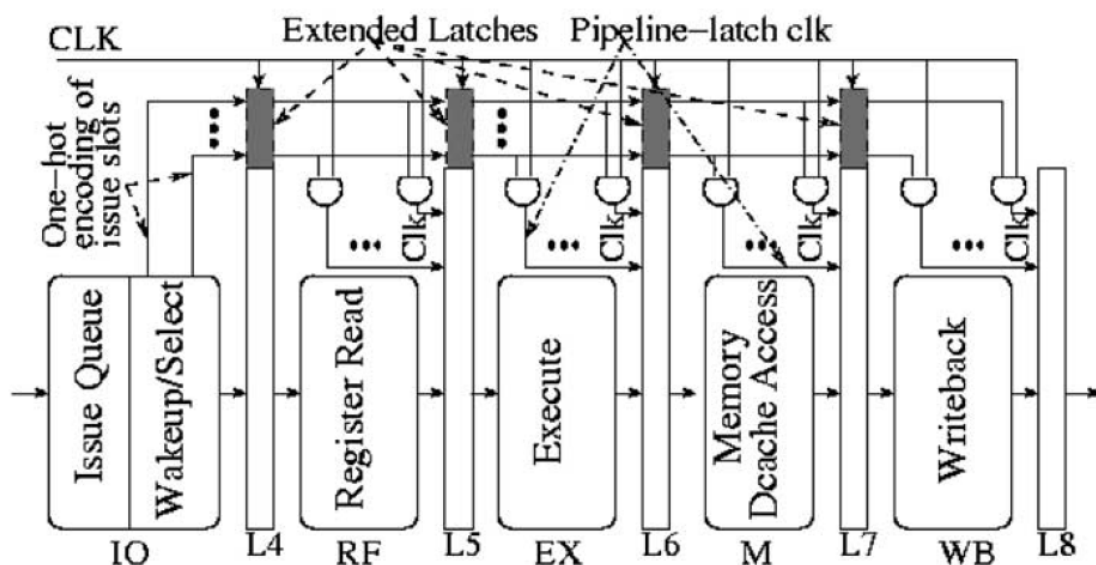 CLK
Extended Latches
Pipeline-latch clk
One-hot
encoding of
issue slots
Clk
Clk
Clk
Clk
Issue Queue
Wakeup/Select
Register Read
Execute
Memory
Dcache Access
Writeback
IO
L4
RF
L5
EX
L6
M
L7
WB
L8